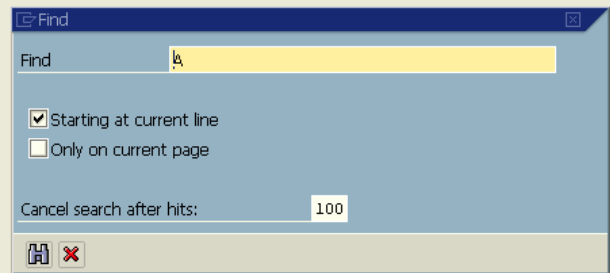 Find
Find A
Starting at current line
Only on current page
Cancel search after hits: 100